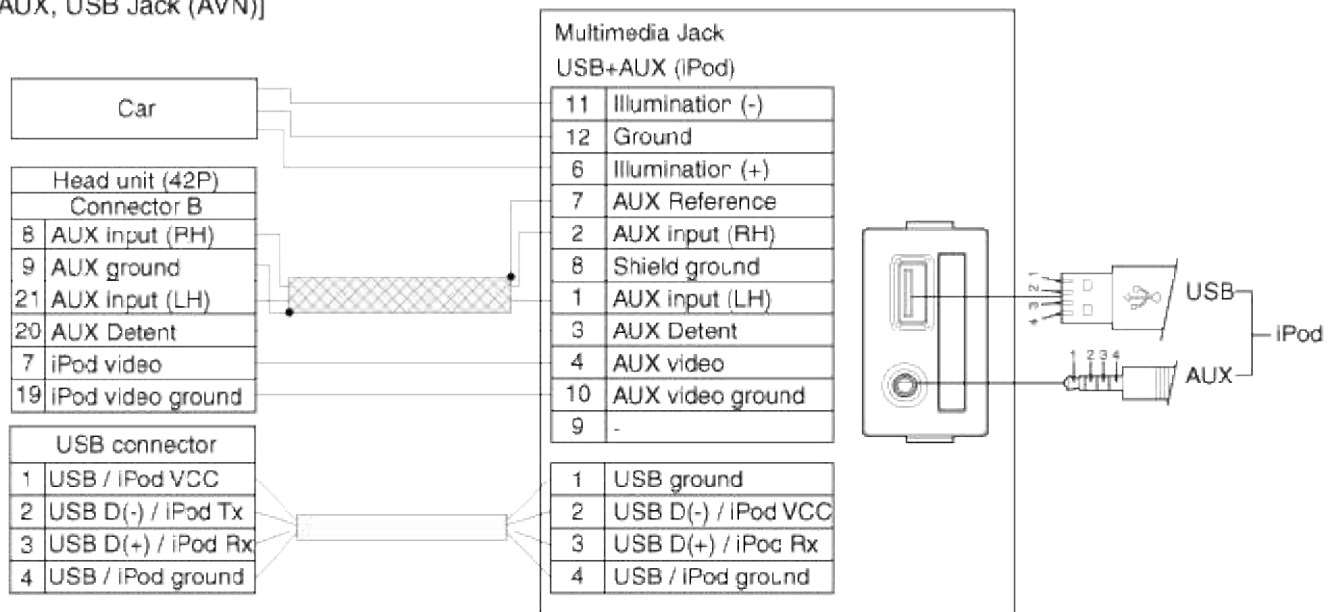 AUX, USB Jack (AVN)]
Multimedia Jack
USB+AUX (iPod)
Car
11 Illumination (-)
12 Ground
6 Illumination (+)
7 AUX Reference
2 AUX input (RH)
8 Shield ground
1 AUX input (LH)
3 AUX Detent
4 AUX video
10 AUX video ground
9 -
Head unit (42P)
Connector B
8 AUX input (RH)
9 AUX ground
21 AUX input (LH)
20 AUX Detent
7 iPod video
19 iPod video ground
USB connector
1 USB / iPod VCC
2 USB D(-) / iPod Tx
3 USB D(+) / iPod Rx
4 USB / iPod ground
1 USB ground
2 USB D(-) / iPod VCC
3 USB D(+) / iPod Rx
4 USB / iPod ground
1 2 3 4
USB
1 2 3 4
AUX
iPod